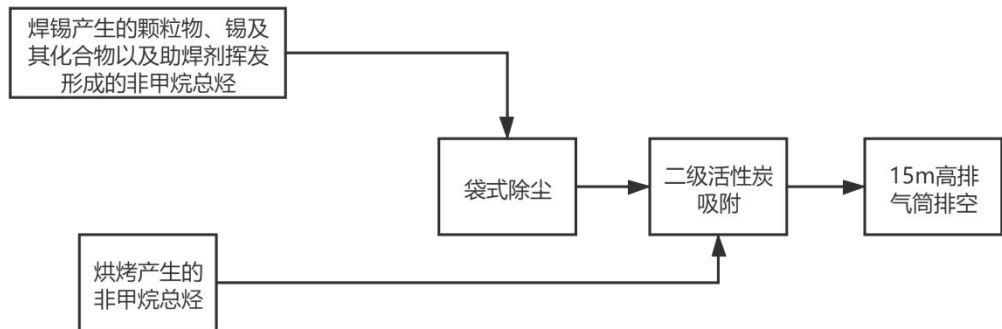 焊锡产生的颗粒物、锡及
其化合物以及助焊剂挥发
形成的非甲烷总烃
袋式除尘
二级活性炭
吸附
15m高排
气筒排空
烘烤产生的
非甲烷总烃